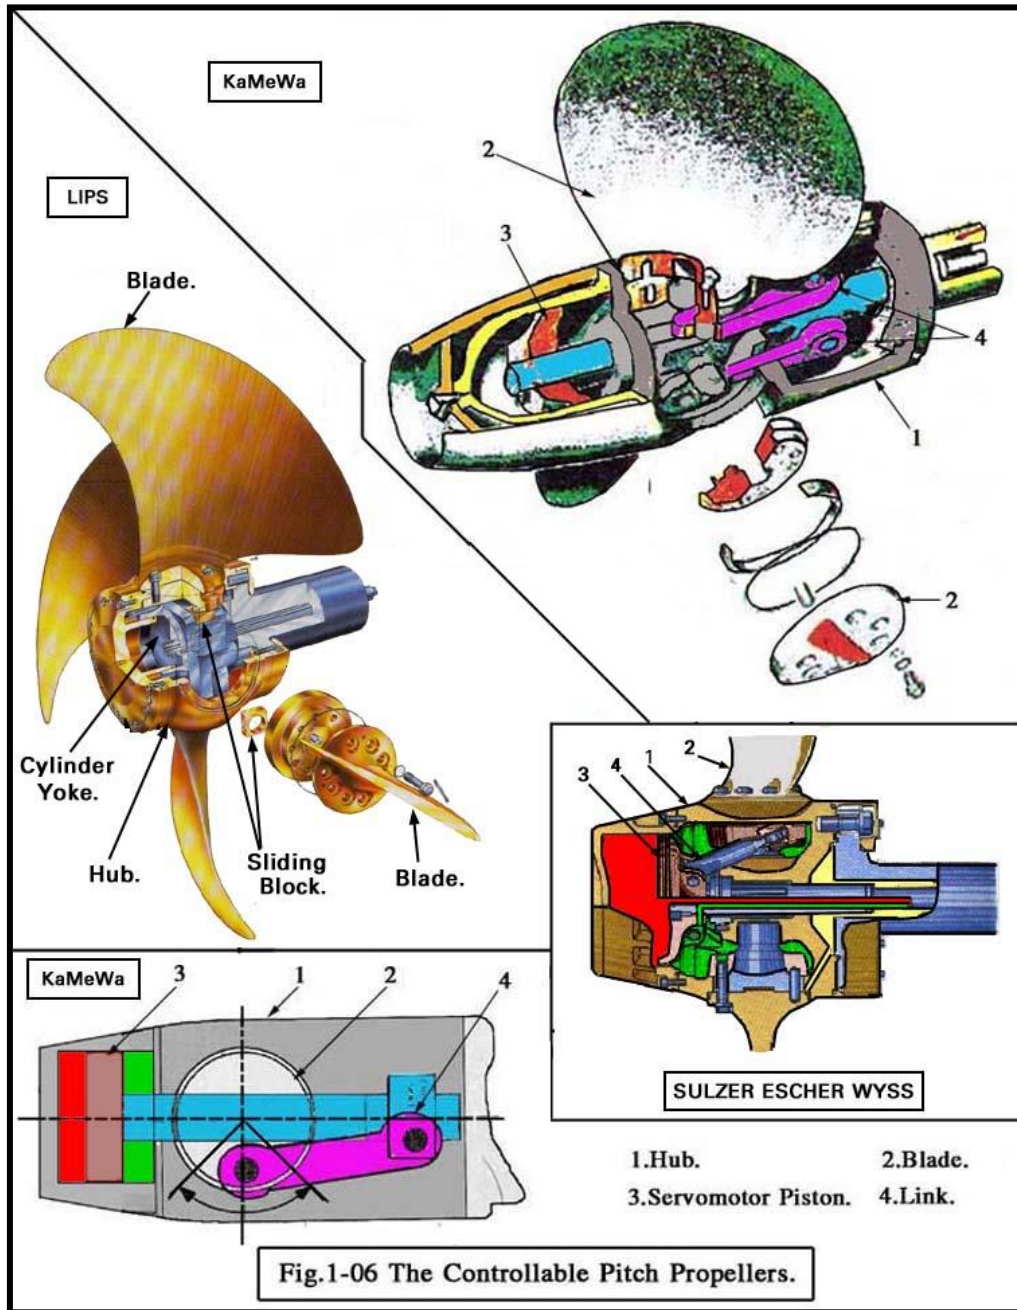 KaMeWa
2
LIPS
3
Blade.
4
1
2
Cylinder
Yoke.
Hub.
Sliding
Block.
Blade.
3
4
1
2
SULZER ESCHER WYSS
KaMeWa
3
1
2
4
1.Hub.
2.Blade.
3.Servomotor Piston.
4.Link.
Fig.1-06 The Controllable Pitch Propellers.